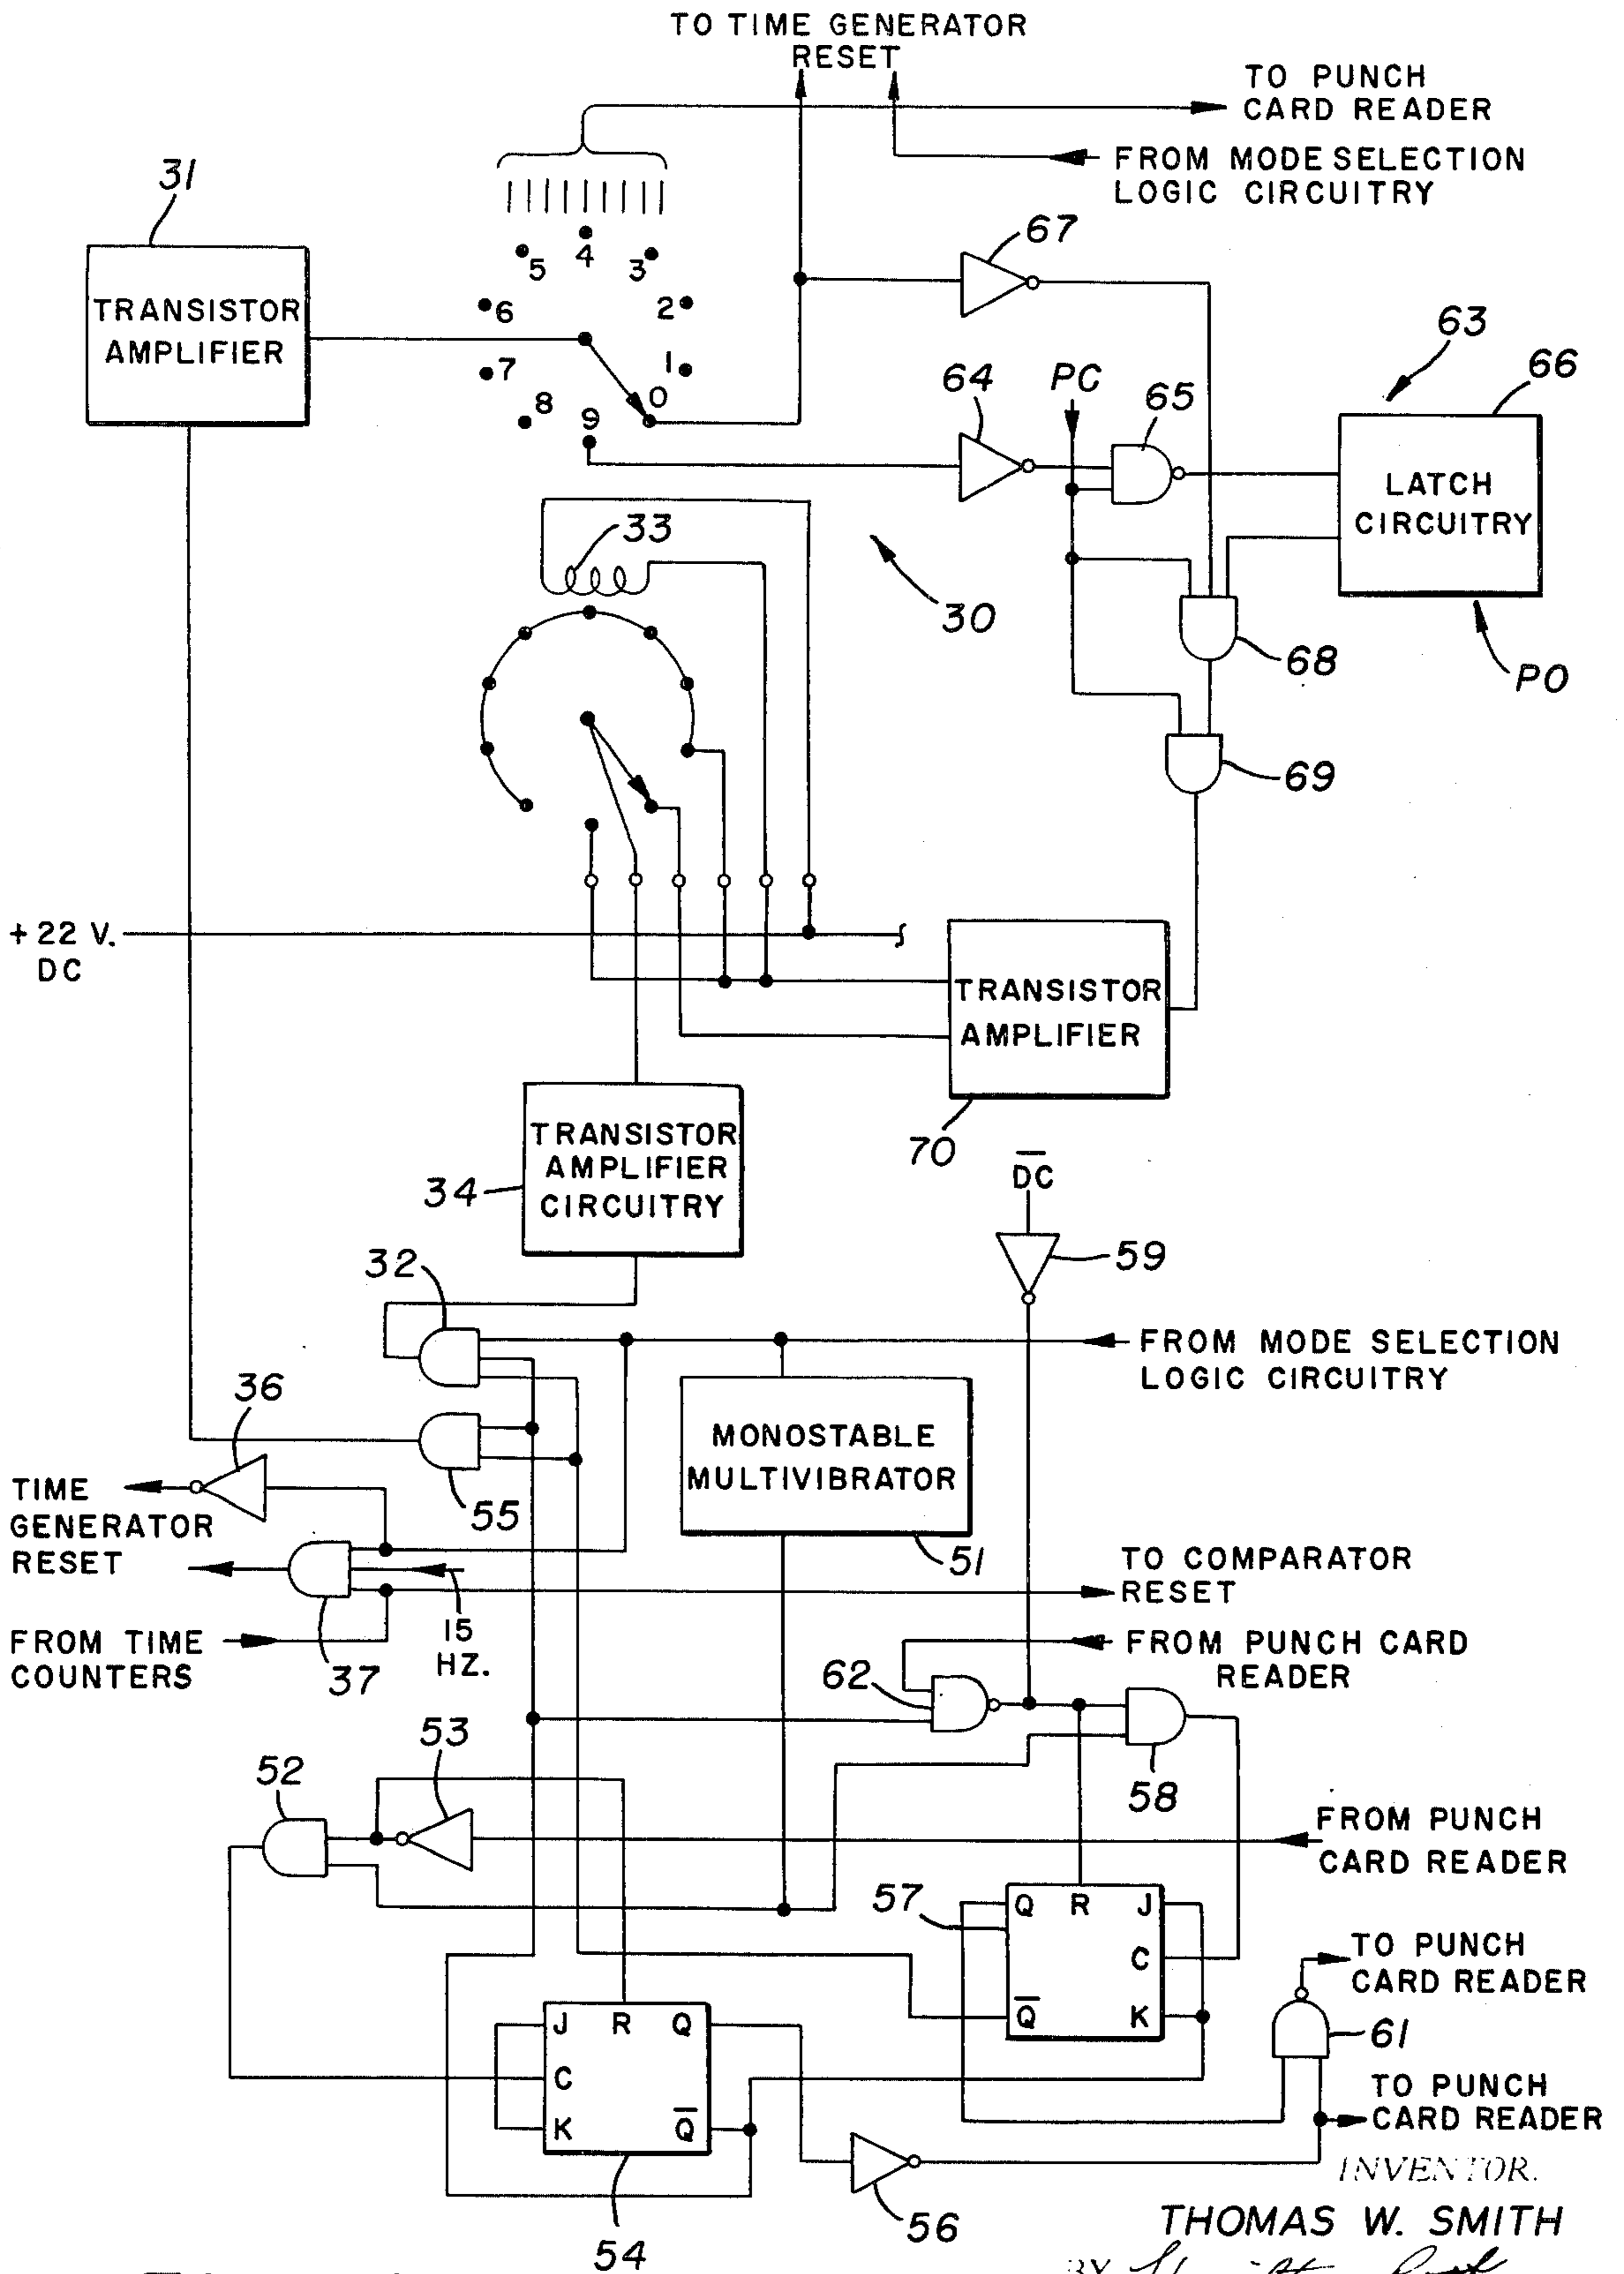 TO TIME GENERATOR
RESET
TO PUNCH
CARD READER
FROM MODE SELECTION
LOGIC CIRCUITRY
31
TRANSISTOR
AMPLIFIER
5
4
3
6
2
7
1
8
9
0
67
63
64
PC
65
66
LATCH
CIRCUITRY
33
30
68
PO
69
+22 V.
DC
TRANSISTOR
AMPLIFIER
70
TRANSISTOR
AMPLIFIER
CIRCUITRY
34
D̅C̅
59
32
FROM MODE SELECTION
LOGIC CIRCUITRY
36
MONOSTABLE
MULTIVIBRATOR
51
55
TIME
GENERATOR
RESET
TO COMPARATOR
RESET
15
HZ.
FROM TIME
COUNTERS
37
FROM PUNCH CARD
READER
62
58
53
52
FROM PUNCH
CARD READER
57
Q R J
C
Q̅ K
TO PUNCH
CARD READER
61
J R Q
C
K Q̅
54
TO PUNCH
CARD READER
56
INVENTOR.
THOMAS W. SMITH
BY